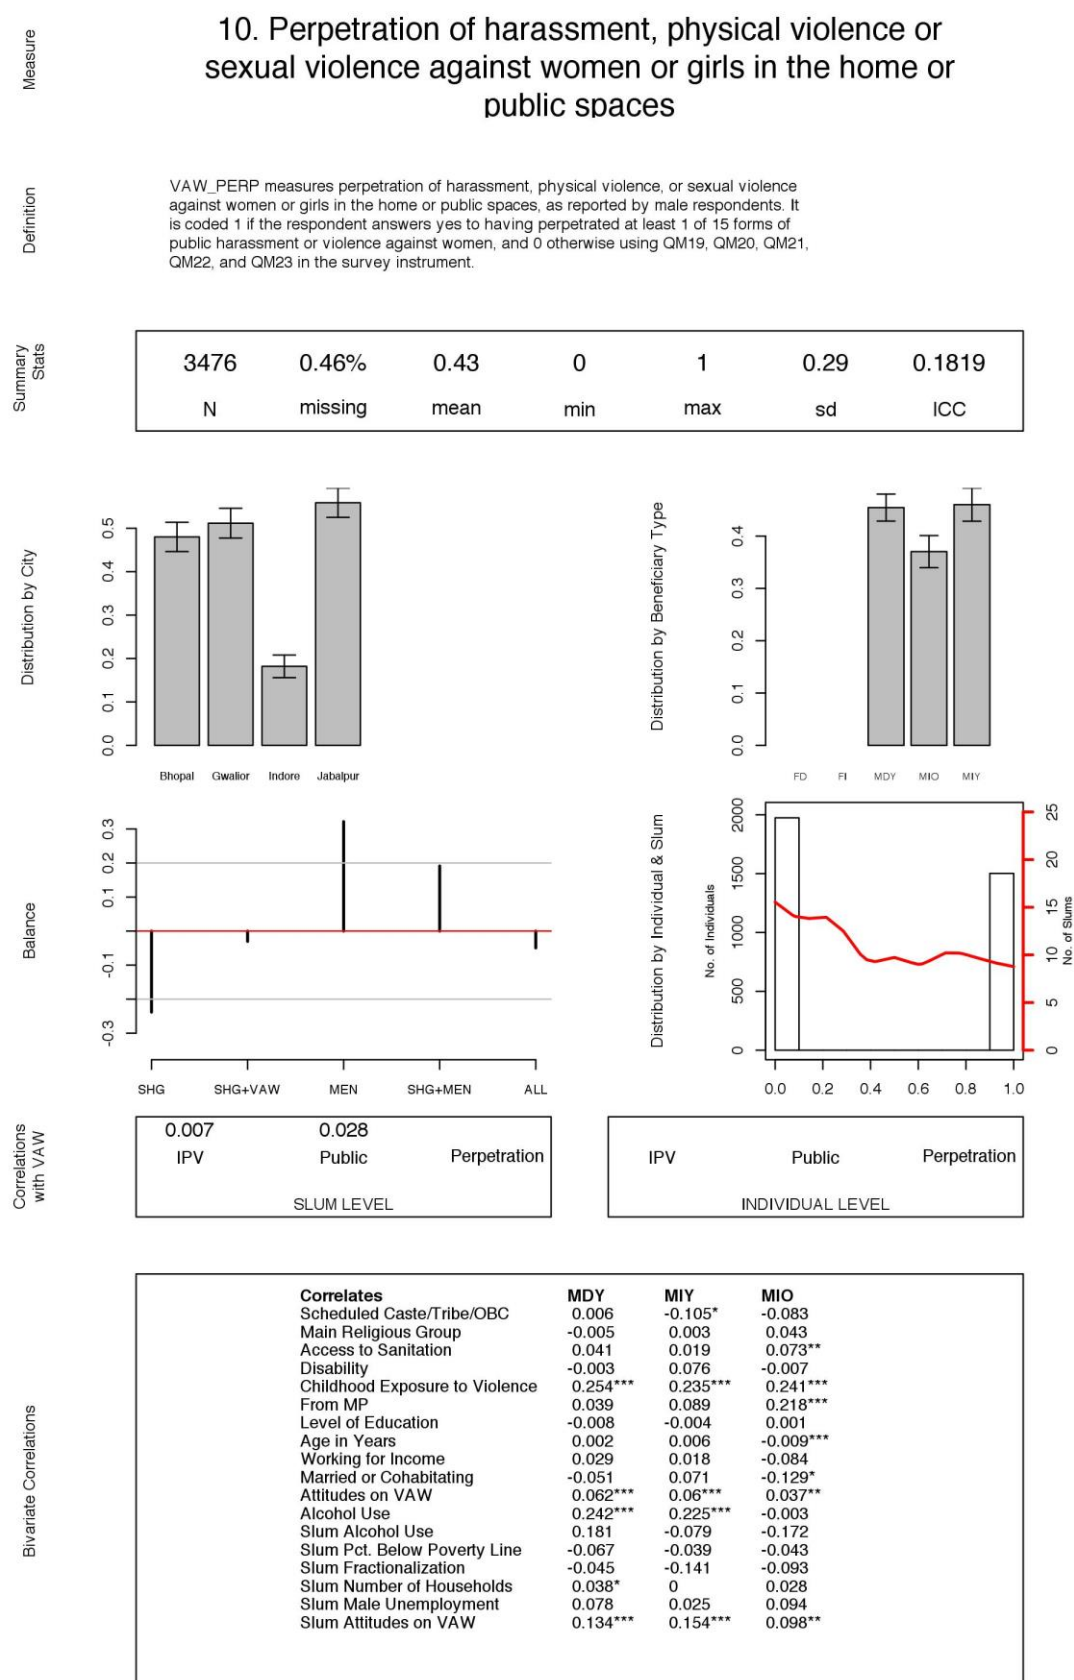 Measure
10. Perpetration of harassment, physical violence or
sexual violence against women or girls in the home or
public spaces
Definition
VAW_PERP measures perpetration of harassment, physical violence, or sexual violence
against women or girls in the home or public spaces, as reported by male respondents. It
is coded 1 if the respondent answers yes to having perpetrated at least 1 of 15 forms of
public harassment or violence against women, and 0 otherwise using QM19, QM20, QM21,
QM22, and QM23 in the survey instrument.
Summary
Stats
3476 0.46% 0.43 0 1 0.29 0.1819
N missing mean min max sd ICC
Distribution by City
0.5
0.4
0.3
0.2
0.1
0.0
Bhopal Gwalior Indore Jabalpur
Distribution by Beneficiary Type
0.4
0.3
0.2
0.1
0.0
FD FI MDY MIO MIY
Balance
0.3
0.2
0.1
-0.1
-0.3
SHG SHG+VAW MEN SHG+MEN ALL
Distribution by Individual & Slum
No. of Individuals
2000
1500
1000
500
0
0.0 0.2 0.4 0.6 0.8 1.0
25
20
15
10
5
0
No. of Slums
Correlations
with VAW
0.007 0.028
IPV Public Perpetration
SLUM LEVEL
IPV Public Perpetration
INDIVIDUAL LEVEL
Bivariate Correlations
Correlates MDY MIY MIO
Scheduled Caste/Tribe/OBC 0.006 -0.105* -0.083
Main Religious Group -0.005 0.003 0.043
Access to Sanitation 0.041 0.019 0.073**
Disability -0.003 0.076 -0.007
Childhood Exposure to Violence 0.254*** 0.235*** 0.241***
From MP 0.039 0.089 0.218***
Level of Education -0.008 -0.004 0.001
Age in Years 0.002 0.006 -0.009***
Working for Income 0.029 0.018 -0.084
Married or Cohabitating -0.051 0.071 -0.129*
Attitudes on VAW 0.062*** 0.06*** 0.037**
Alcohol Use 0.242*** 0.225*** -0.003
Slum Alcohol Use 0.181 -0.079 -0.172
Slum Pct. Below Poverty Line -0.067 -0.039 -0.043
Slum Fractionalization -0.045 -0.141 -0.093
Slum Number of Households 0.038* 0 0.028
Slum Male Unemployment 0.078 0.025 0.094
Slum Attitudes on VAW 0.134*** 0.154*** 0.098**